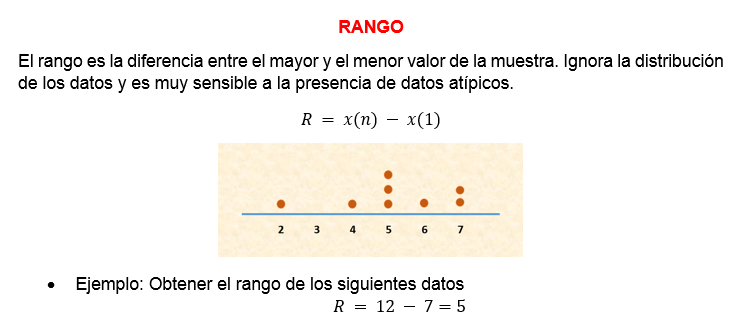 RANGO
El rango es la diferencia entre el mayor y el menor valor de la muestra. Ignora la distribución
de los datos y es muy sensible a la presencia de datos atípicos.
R = x(n) − x(1)
2 3 4 5 6 7
• Ejemplo: Obtener el rango de los siguientes datos
R = 12 − 7 = 5